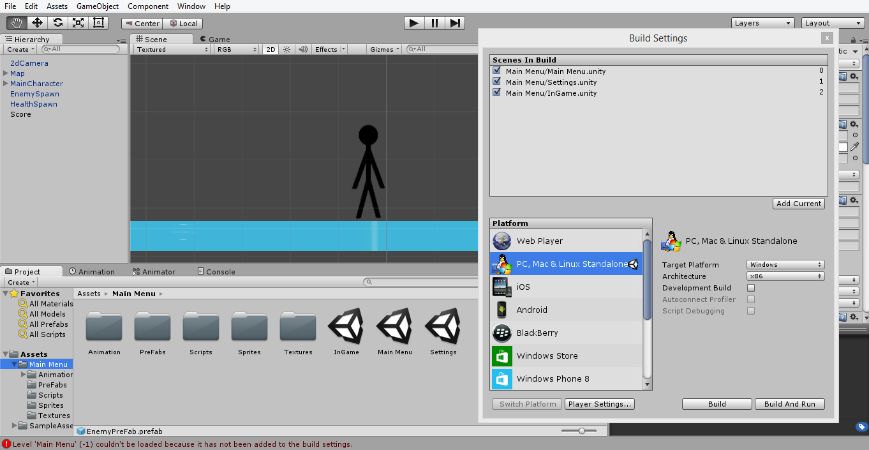 File Edit Assets GameObject Component Window Help
Center Local
Layers Layout
Hierarchy
Create All
2dCamera
Map
MainCharacter
EnemySpawn
HealthSpawn
Score
Scene Game
Textured RGB 2D Effects Gizmos All
Build Settings
x
Scenes In Build
Main Menu/Main Menu.unity 0
Main Menu/Settings.unity 1
Main Menu/InGame.unity 2
Add Current
Platform
Web Player
PC, Mac & Linux Standalone
iOS
Android
BlackBerry
Windows Store
Windows Phone 8
PC, Mac & Linux Standalone
Target Platform Windows
Architecture x86
Development Build
Autoconnect Profiler
Script Debugging
Switch Platform Player Settings...
Build Build And Run
Project Animation Animator Console
Create
Favorites
All Materials
All Models
All Prefabs
All Scripts
Assets
Main Menu
Animation
PreFabs
Scripts
Sprites
Textures
Assets Main Menu
Animation PreFabs Scripts Sprites Textures InGame Main Menu Settings
EnemyPreFab.prefab
Level 'Main Menu' (-1) couldn't be loaded because it has not been added to the build settings.